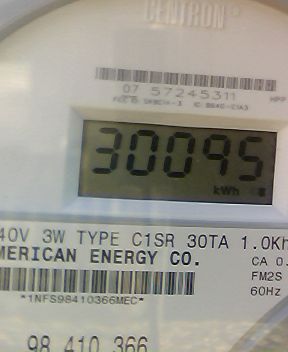 CENTRON®
07 57245311
30095
kWh
40V 3W TYPE C1SR 30TA 1.0Kh
MERICAN ENERGY CO.
CA 0.
FM2S
60Hz
*1NFS98410366MEC*
98 410 366